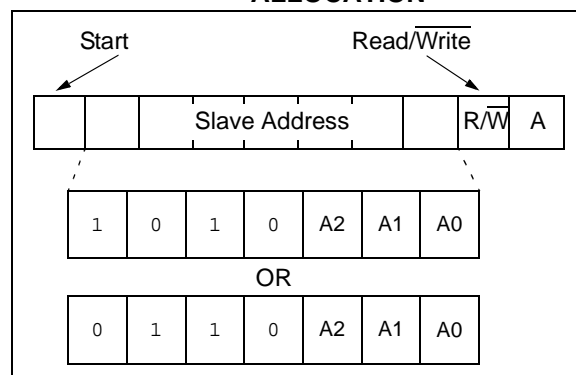 ALLOCATION
Start Read/Write
Slave Address R/W A
1 0 1 0 A2 A1 A0
OR
0 1 1 0 A2 A1 A0